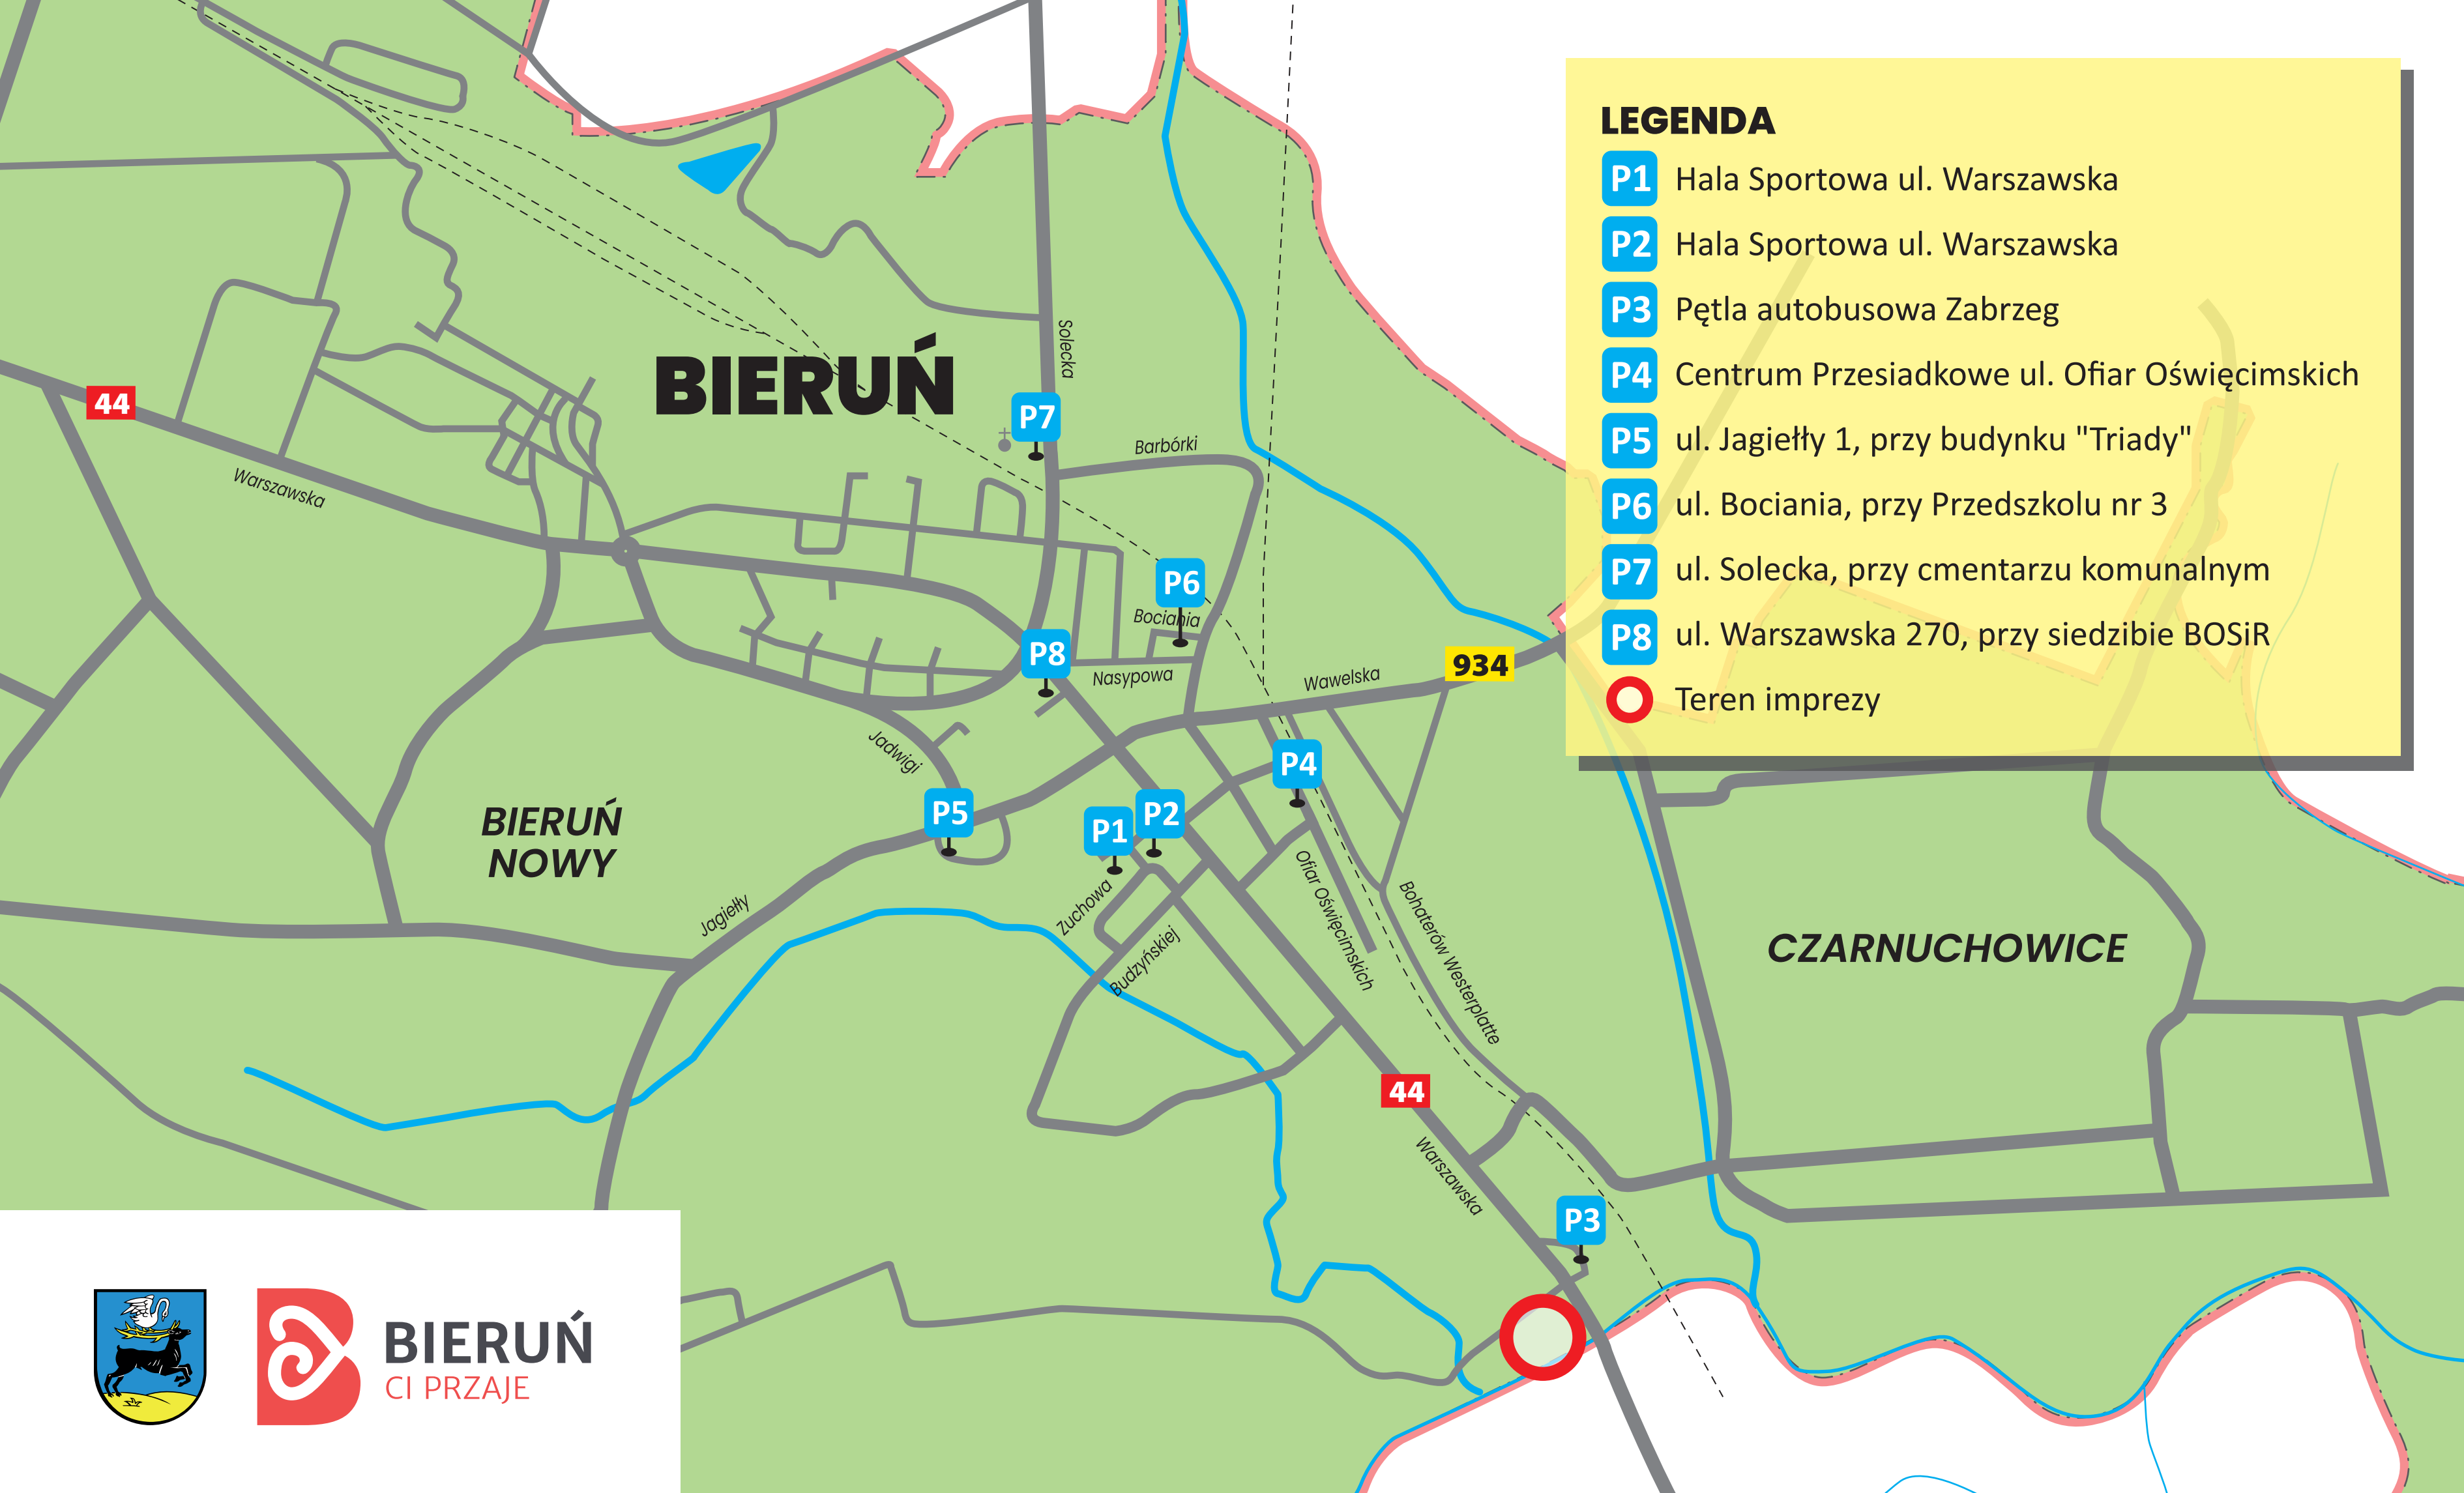 LEGENDA
P1 Hala Sportowa ul. Warszawska
P2 Hala Sportowa ul. Warszawska
P3 Pętla autobusowa Zabrzeg
P4 Centrum Przesiadkowe ul. Ofiar Oświęcimskich
P5 ul. Jagiełły 1, przy budynku "Triady"
P6 ul. Bociania, przy Przedszkolu nr 3
P7 ul. Solecka, przy cmentarzu komunalnym
P8 ul. Warszawska 270, przy siedzibie BOSiR
Teren imprezy
Solecka
BIERUŃ
44
P7
Barbórki
Warszawska
P6
Bociania
P8
Nasypowa
Wawelska
934
Jadwigi
P4
P5
P1
P2
BIERUŃ
NOWY
Jagiełły
Zuchowa
Budzyńskiej
Ofiar Oświęcimskich
Bohaterów Westerplatte
CZARNUCHOWICE
44
Warszawska
P3
BIERUŃ
CI PRZAJE